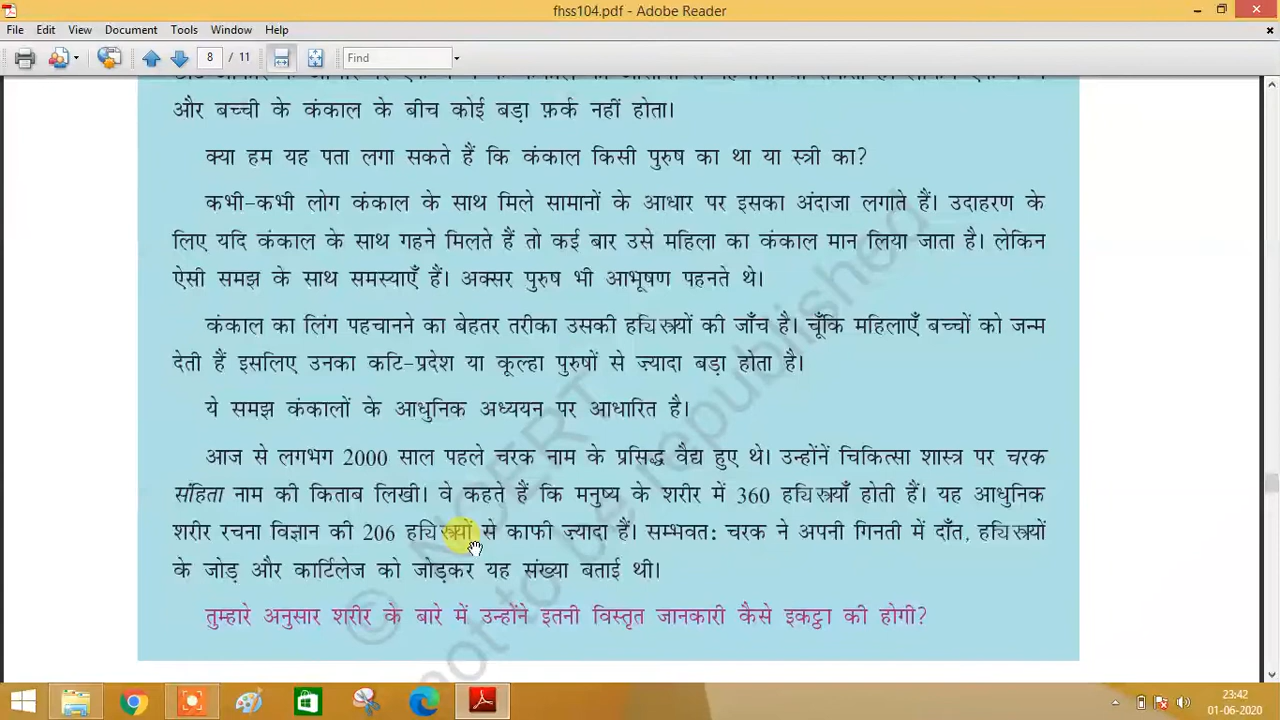 fhss104.pdf - Adobe Reader
File Edit View Document Tools Window Help
8 / 11 Find
और बच्ची के कंकाल के बीच कोई बड़ा फ़र्क नहीं होता।
क्या हम यह पता लगा सकते हैं कि कंकाल किसी पुरुष का था या स्त्री का?
कभी-कभी लोग कंकाल के साथ मिले सामानों के आधार पर इसका अंदाजा लगाते हैं। उदाहरण के
लिए यदि कंकाल के साथ गहने मिलते हैं तो कई बार उसे महिला का कंकाल मान लिया जाता है। लेकिन
ऐसी समझ के साथ समस्याएँ हैं। अक्सर पुरुष भी आभूषण पहनते थे।
कंकाल का लिंग पहचानने का बेहतर तरीका उसकी की जाँच है। चूँकि महिलाएँ बच्चों को जन्म
देती हैं इसलिए उनका कटि-प्रदेश या कूल्हा पुरुषों से ज़्यादा बड़ा होता है।
ये समझ कंकालों के आधुनिक अध्ययन पर आधारित है।
आज से लगभग 2000 साल पहले चरक नाम के प्रसिद्ध वैद्य हुए थे। उन्होंनें चिकित्सा शास्त्र पर चरक
संहिता नाम की किताब लिखी। वे कहते हैं कि मनुष्य के शरीर में 360 होती हैं। यह आधुनिक
शरीर रचना विज्ञान की 206 से काफी ज़्यादा हैं। सम्भवत: चरक ने अपनी गिनती में दाँत,
के जोड़ और कार्टिलेज को जोड़कर यह संख्या बताई थी।
तुम्हारे अनुसार शरीर के बारे में उन्होंने इतनी विस्तृत जानकारी कैसे इकट्ठा की होगी?
© NCERT
not to be republished
23:42
01-06-2020